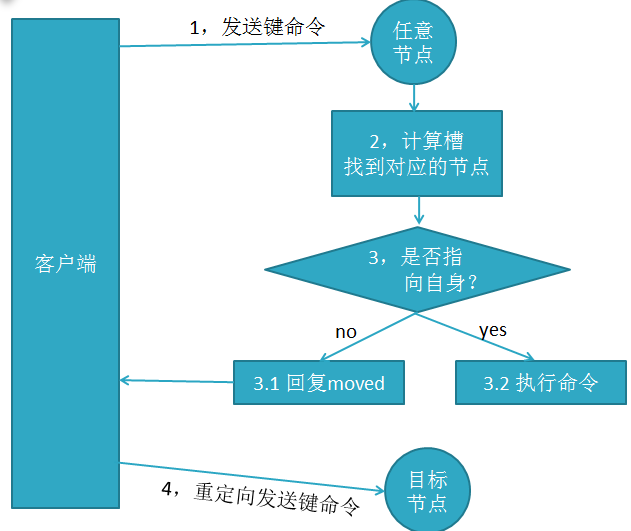 1，发送键命令
任意
节点
2，计算槽
找到对应的节点
客户端
3，是否指
向自身？
no
yes
3.1 回复moved
3.2 执行命令
4，重定向发送键命令
目标
节点